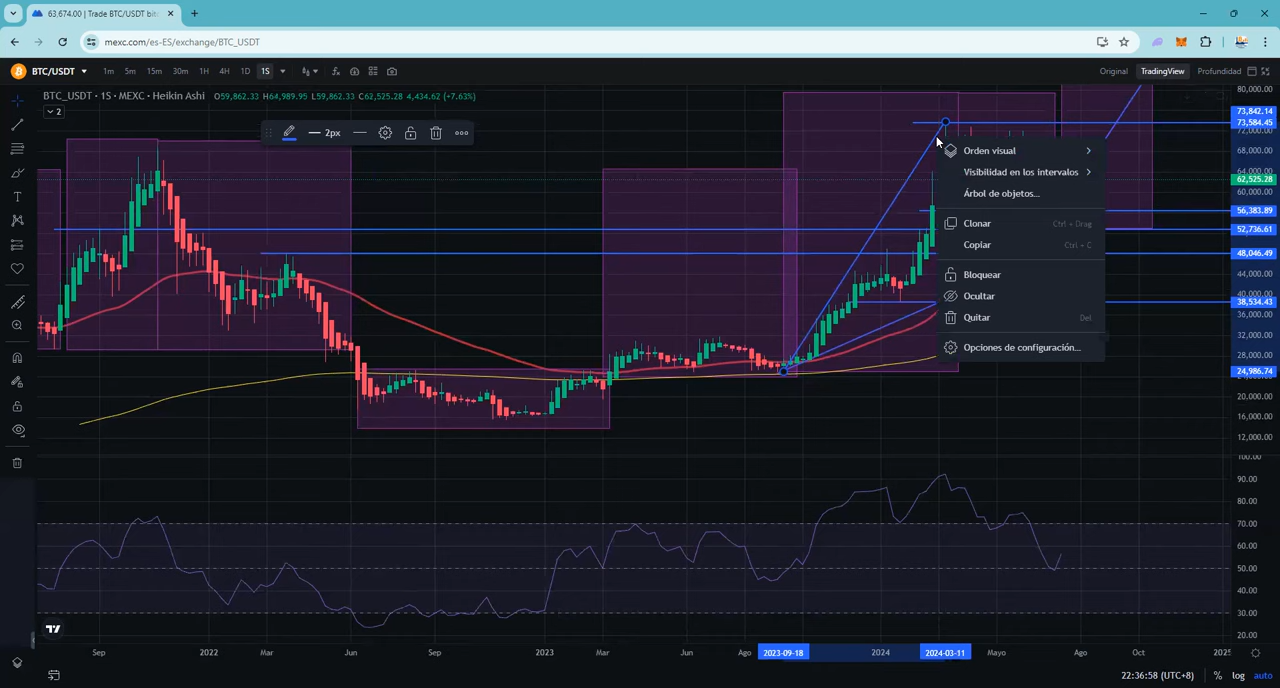 63,674.00 | Trade BTC/USDT bitc
mexc.com/es-ES/exchange/BTC_USDT
BTC/USDT 1m 5m 15m 30m 1H 4H 1D 1S Original TradingView Profundidad
BTC_USDT · 1S · MEXC · Heikin Ashi O59,862.33 H64,989.95 L59,862.33 C62,525.28 4,434.62 (+7.63%)
2
2px
Orden visual
Visibilidad en los intervalos
Árbol de objetos...
Clonar Ctrl + Drag
Copiar Ctrl + C
Bloquear
Ocultar
Quitar Del
Opciones de configuración...
80,000.00
73,842.14
73,584.45
72,000.00
68,000.00
64,000.00
62,525.28
60,000.00
56,383.89
52,736.61
48,046.49
44,000.00
40,000.00
38,534.43
36,000.00
32,000.00
28,000.00
24,986.74
20,000.00
16,000.00
12,000.00
100.00
90.00
80.00
70.00
60.00
50.00
40.00
30.00
20.00
Sep 2022 Mar Jun Sep 2023 Mar Jun Ago 2023-09-18 2024 2024-03-11 Mayo Ago Oct 2025
22:36:58 (UTC+8) % log auto